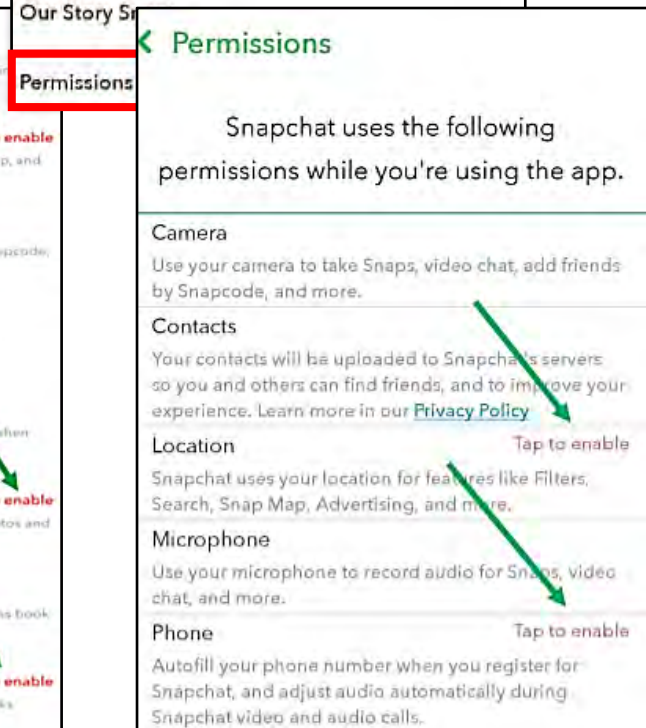 Our Story
Permissions
enable
p, and
enable
tos and
enable
Permissions
Snapchat uses the following
permissions while you're using the app.
Camera
Use your camera to take Snaps, video chat, add friends
by Snapcode, and more.
Contacts
Your contacts will be uploaded to Snapchat's servers
so you and others can find friends, and to improve your
experience. Learn more in our Privacy Policy
Location Tap to enable
Snapchat uses your location for features like Filters,
Search, Snap Map, Advertising, and more.
Microphone
Use your microphone to record audio for Snaps, video
chat, and more.
Phone Tap to enable
Autofill your phone number when you register for
Snapchat, and adjust audio automatically during
Snapchat video and audio calls.